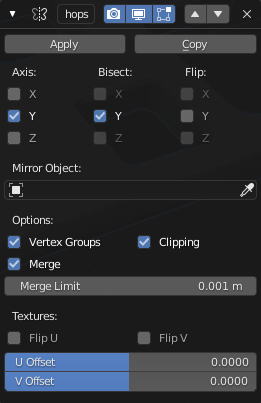 hops
Apply Copy
Axis: Bisect: Flip:
X X X
Y Y Y
Z Z Z
Mirror Object:
Options:
Vertex Groups Clipping
Merge
Merge Limit 0.001 m
Textures:
Flip U Flip V
U Offset 0.0000
V Offset 0.0000